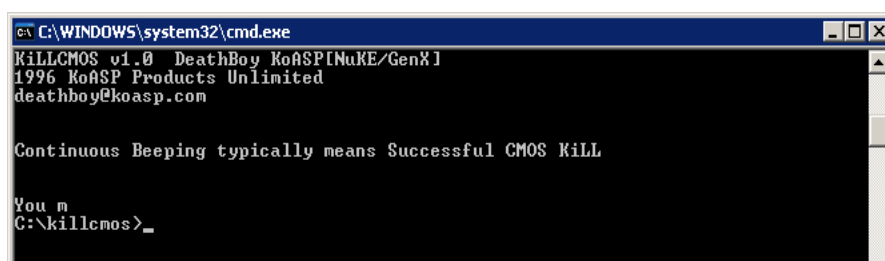 C:\WINDOWS\system32\cmd.exe
KiLLCMOS v1.0 DeathBoy KoASP[NuKE/GenX]
1996 KoASP Products Unlimited
deathboy@koasp.com
Continuous Beeping typically means Successful CMOS KiLL
You m
C:\killcmos>_